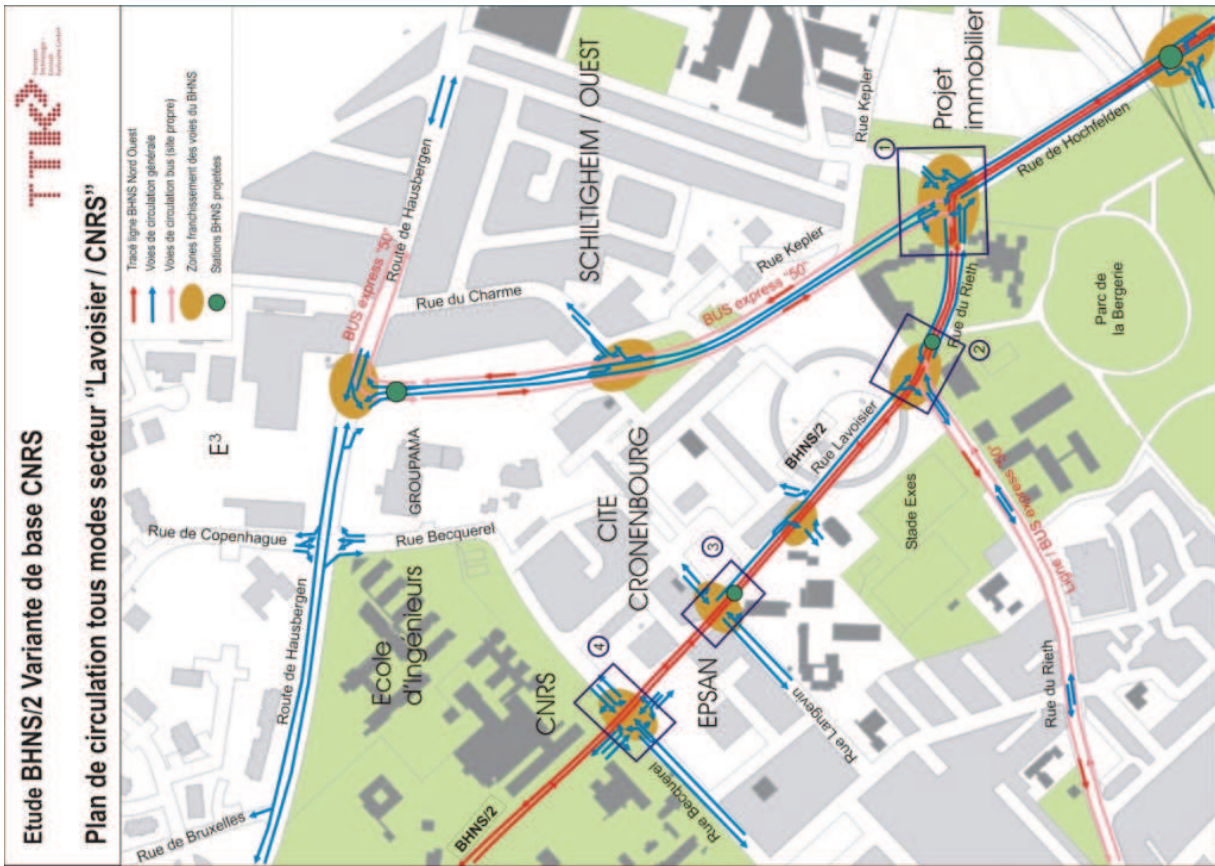 Etude BHNS/2 Variante de base CNRS
TTK
Plan de circulation tous modes secteur "Lavoisier / CNRS"
Tracé ligne BHNS Nord Ouest
Voies de circulation générale
Voies de circulation bus (site propre)
Zones franchissement des voies du BHNS
Stations BHNS projetées
E3
BUS express "50"
Route de Hausbergen
Rue du Charme
SCHILTIGHEIM / OUEST
Rue Kepler
Rue Kepler
BUS express "50"
1
Projet
immobilier
Rue de Hochfelden
Rue de Copenhague
GROUPAMA
Rue Becquerel
Route de Hausbergen
Rue de Bruxelles
Ecole
d'Ingénieurs
CITE
CRONENBOURG
BHNS/2
Rue Lavoisier
Rue du Rieth
2
Parc de
la Bergerie
3
4
CNRS
EPSAN
Stade Exes
Ligne / BUS express "50"
Rue Langevin
Rue du Rieth
Rue Becquerel
BHNS/2